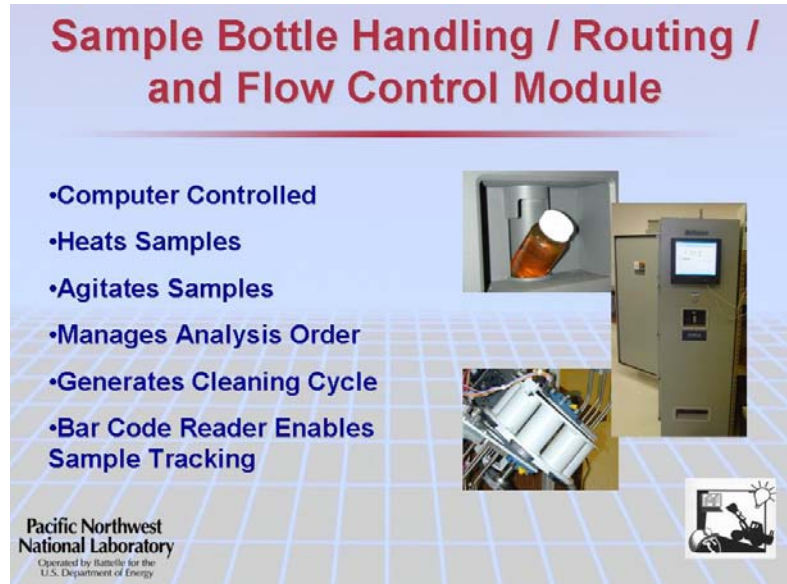 Sample Bottle Handling / Routing /
and Flow Control Module
•Computer Controlled
•Heats Samples
•Agitates Samples
•Manages Analysis Order
•Generates Cleaning Cycle
•Bar Code Reader Enables
Sample Tracking
Pacific Northwest
National Laboratory
Operated by Battelle for the
U.S. Department of Energy